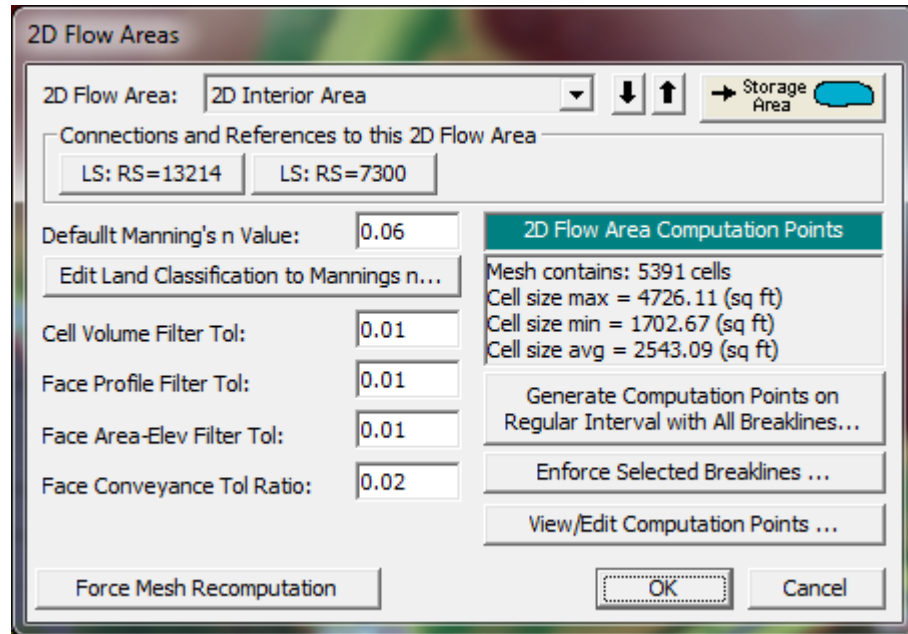 2D Flow Areas
2D Flow Area: 2D Interior Area
Storage
Area
Connections and References to this 2D Flow Area
LS: RS=13214 LS: RS=7300
Defaullt Manning's n Value: 0.06
Edit Land Classification to Mannings n...
Cell Volume Filter Tol: 0.01
Face Profile Filter Tol: 0.01
Face Area-Elev Filter Tol: 0.01
Face Conveyance Tol Ratio: 0.02
2D Flow Area Computation Points
Mesh contains: 5391 cells
Cell size max = 4726.11 (sq ft)
Cell size min = 1702.67 (sq ft)
Cell size avg = 2543.09 (sq ft)
Generate Computation Points on
Regular Interval with All Breaklines...
Enforce Selected Breaklines ...
View/Edit Computation Points ...
Force Mesh Recomputation OK Cancel